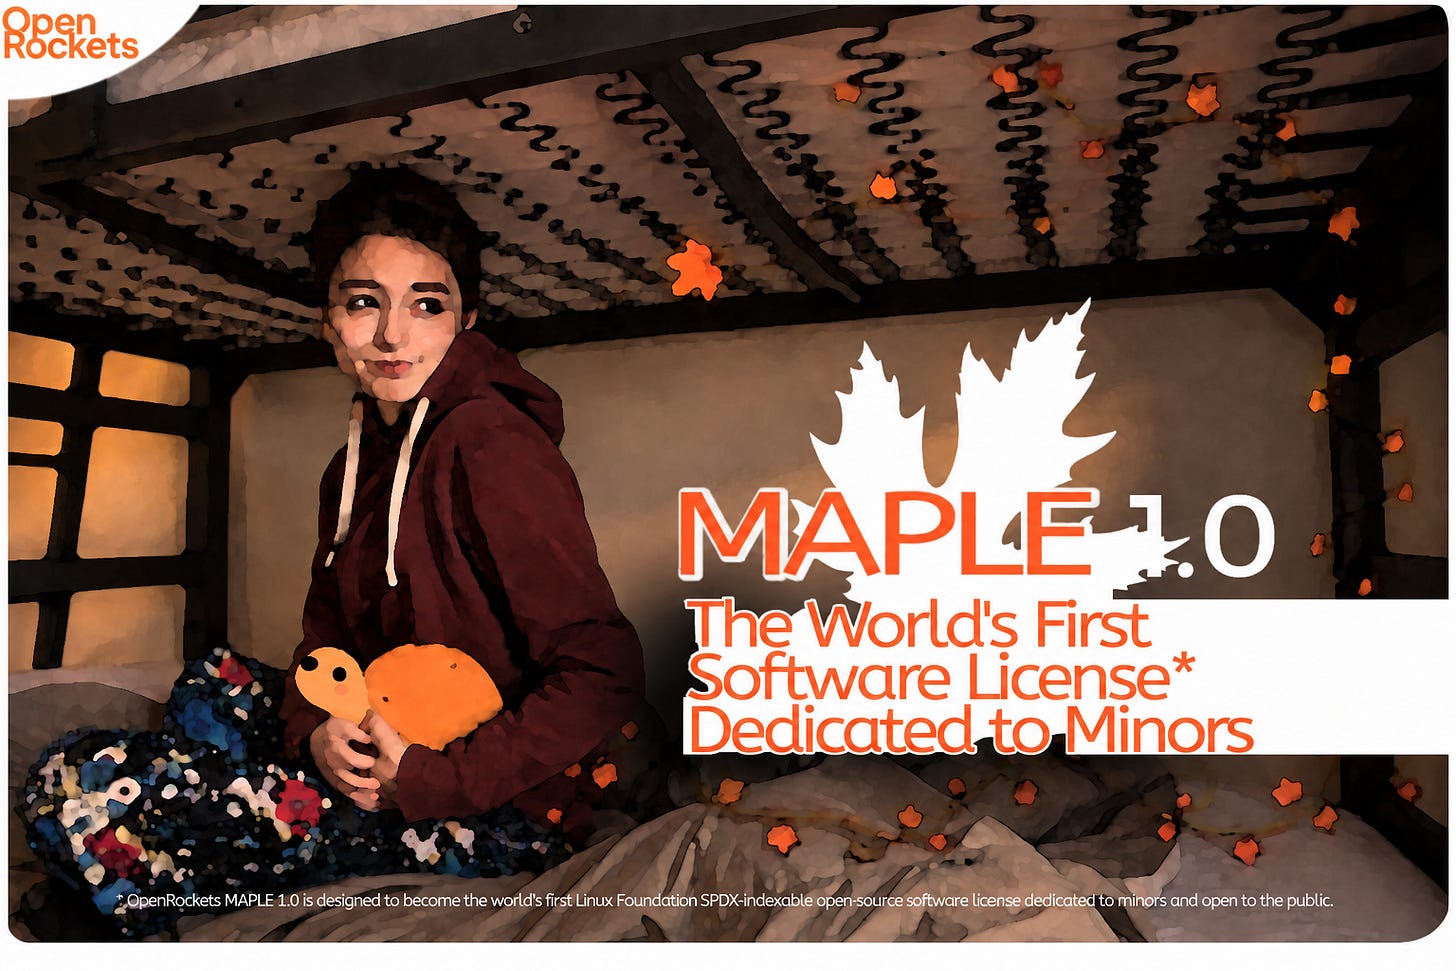 Open
Rockets
MAPLE 1.0
The World's First
Software License*
Dedicated to Minors
* OpenRockets MAPLE 1.0 is designed to become the world's first Linux Foundation SPDX-indexable open-source software license dedicated to minors and open to the public.